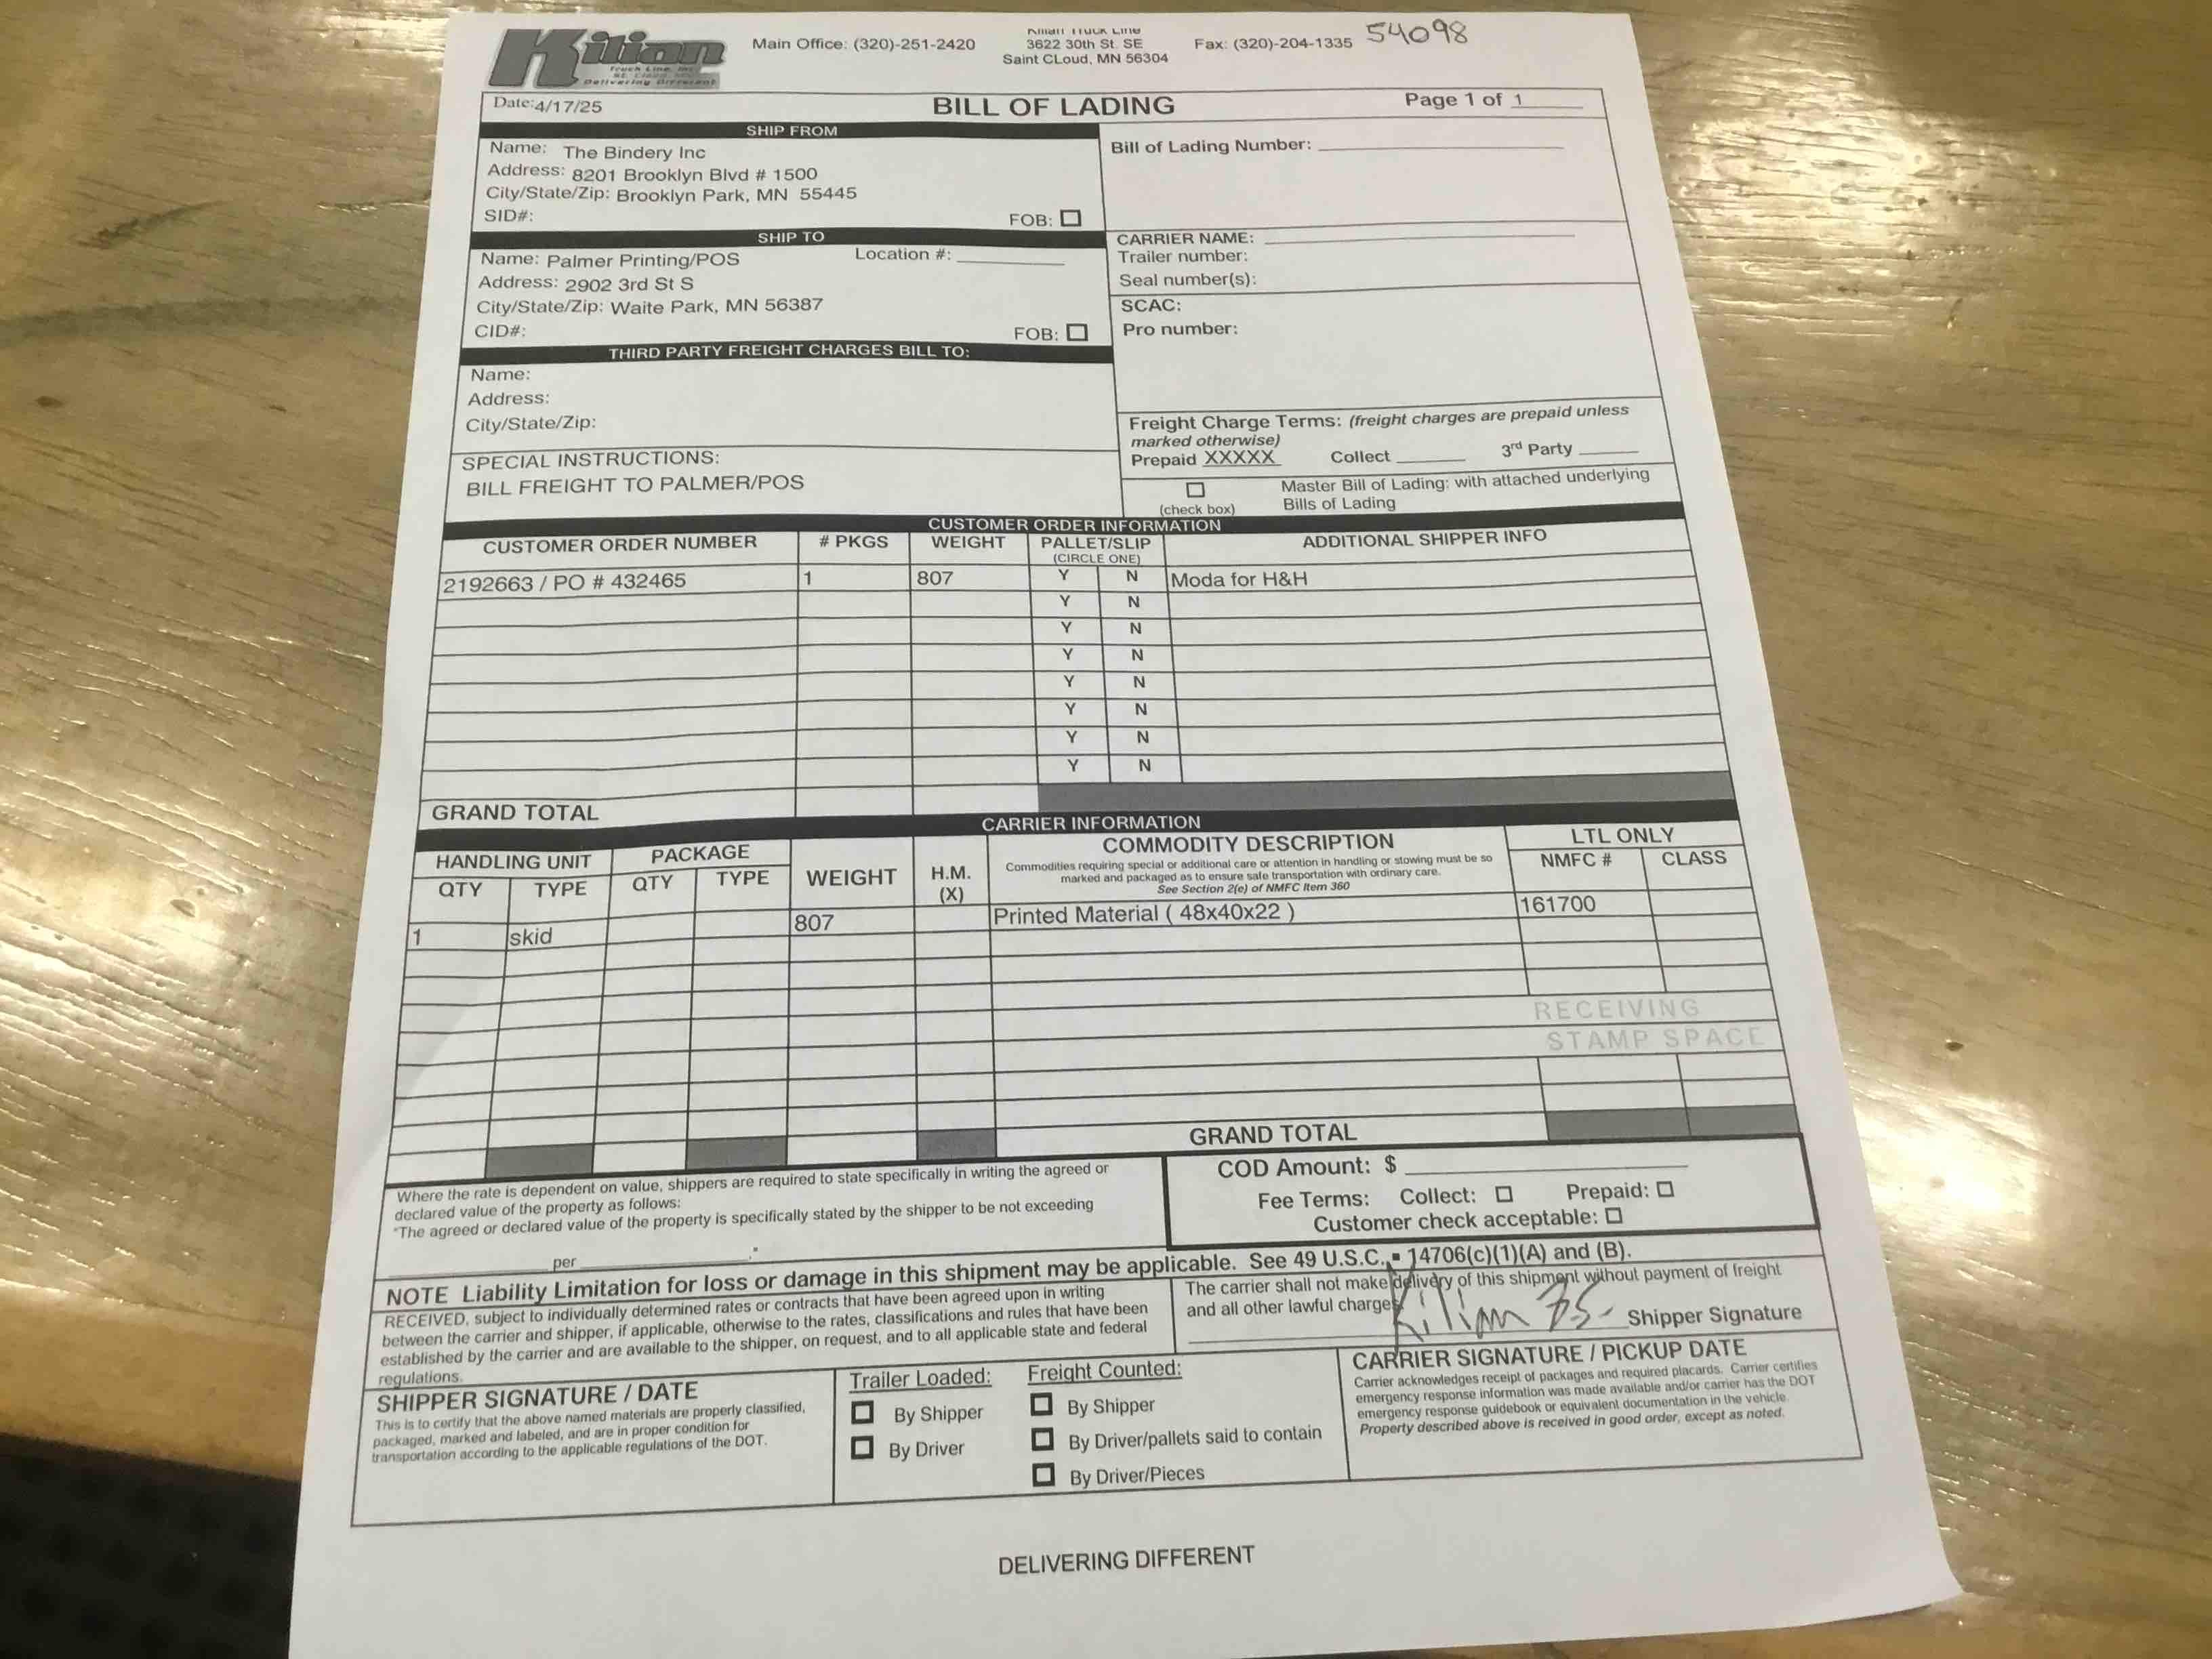 Kilian
Truck Line, Inc.
St. Cloud, MN
Delivering Different
Main Office: (320)-251-2420
Kilian Truck Line
3622 30th St. SE
Saint CLoud, MN 56304
Fax: (320)-204-1335
54098
Date:4/17/25
BILL OF LADING
Page 1 of 1
SHIP FROM
Name: The Bindery Inc
Address: 8201 Brooklyn Blvd # 1500
City/State/Zip: Brooklyn Park, MN 55445
SID#:
FOB:
Bill of Lading Number:
SHIP TO
Name: Palmer Printing/POS
Location #:
Address: 2902 3rd St S
City/State/Zip: Waite Park, MN 56387
CID#:
FOB:
CARRIER NAME:
Trailer number:
Seal number(s):
SCAC:
Pro number:
THIRD PARTY FREIGHT CHARGES BILL TO:
Name:
Address:
City/State/Zip:
SPECIAL INSTRUCTIONS:
BILL FREIGHT TO PALMER/POS
Freight Charge Terms: (freight charges are prepaid unless
marked otherwise)
Prepaid XXXXX Collect 3rd Party
Master Bill of Lading: with attached underlying
(check box) Bills of Lading
CUSTOMER ORDER INFORMATION
CUSTOMER ORDER NUMBER # PKGS WEIGHT PALLET/SLIP ADDITIONAL SHIPPER INFO
(CIRCLE ONE)
2192663 / PO # 432465 1 807 Y N Moda for H&H
Y N
Y N
Y N
Y N
Y N
Y N
Y N
GRAND TOTAL
CARRIER INFORMATION
HANDLING UNIT PACKAGE WEIGHT H.M. (X) COMMODITY DESCRIPTION LTL ONLY
Commodities requiring special or additional care or attention in handling or stowing must be so
marked and packaged as to ensure safe transportation with ordinary care.
See Section 2(e) of NMFC Item 360
QTY TYPE QTY TYPE NMFC # CLASS
1 skid 807 Printed Material ( 48x40x22 ) 161700
RECEIVING
STAMP SPACE
GRAND TOTAL
Where the rate is dependent on value, shippers are required to state specifically in writing the agreed or
declared value of the property as follows:
"The agreed or declared value of the property is specifically stated by the shipper to be not exceeding
per ."
COD Amount: $
Fee Terms: Collect: Prepaid:
Customer check acceptable:
NOTE Liability Limitation for loss or damage in this shipment may be applicable. See 49 U.S.C. 14706(c)(1)(A) and (B).
RECEIVED, subject to individually determined rates or contracts that have been agreed upon in writing
between the carrier and shipper, if applicable, otherwise to the rates, classifications and rules that have been
established by the carrier and are available to the shipper, on request, and to all applicable state and federal
regulations.
The carrier shall not make delivery of this shipment without payment of freight
and all other lawful charges.
Kilian
Shipper Signature
SHIPPER SIGNATURE / DATE
This is to certify that the above named materials are properly classified,
packaged, marked and labeled, and are in proper condition for
transportation according to the applicable regulations of the DOT.
Trailer Loaded:
By Shipper
By Driver
Freight Counted:
By Shipper
By Driver/pallets said to contain
By Driver/Pieces
CARRIER SIGNATURE / PICKUP DATE
Carrier acknowledges receipt of packages and required placards. Carrier certifies
emergency response information was made available and/or carrier has the DOT
emergency response guidebook or equivalent documentation in the vehicle.
Property described above is received in good order, except as noted.
DELIVERING DIFFERENT